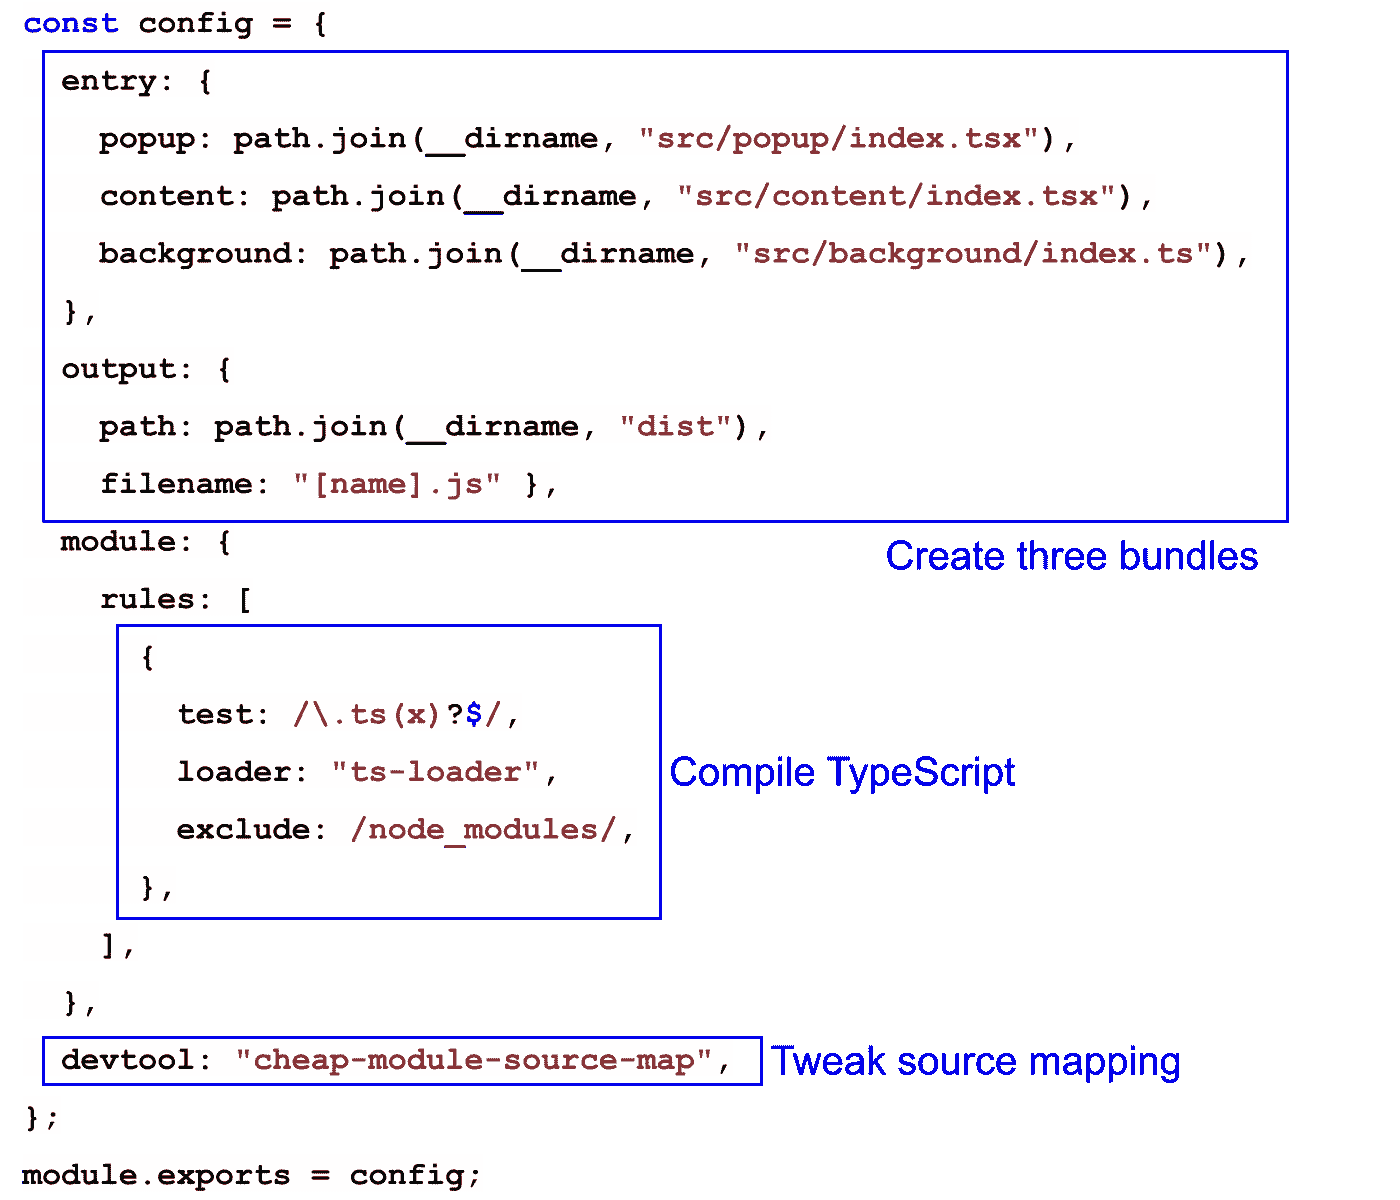 const config = {
entry: {
popup: path.join(__dirname, "src/popup/index.tsx"),
content: path.join(__dirname, "src/content/index.tsx"),
background: path.join(__dirname, "src/background/index.ts"),
},
output: {
path: path.join(__dirname, "dist"),
filename: "[name].js" },
module: {
Create three bundles
rules: [
{
test: /\.ts(x)?$/,
loader: "ts-loader",
Compile TypeScript
exclude: /node_modules/,
},
],
},
devtool: "cheap-module-source-map",
Tweak source mapping
};
module.exports = config;